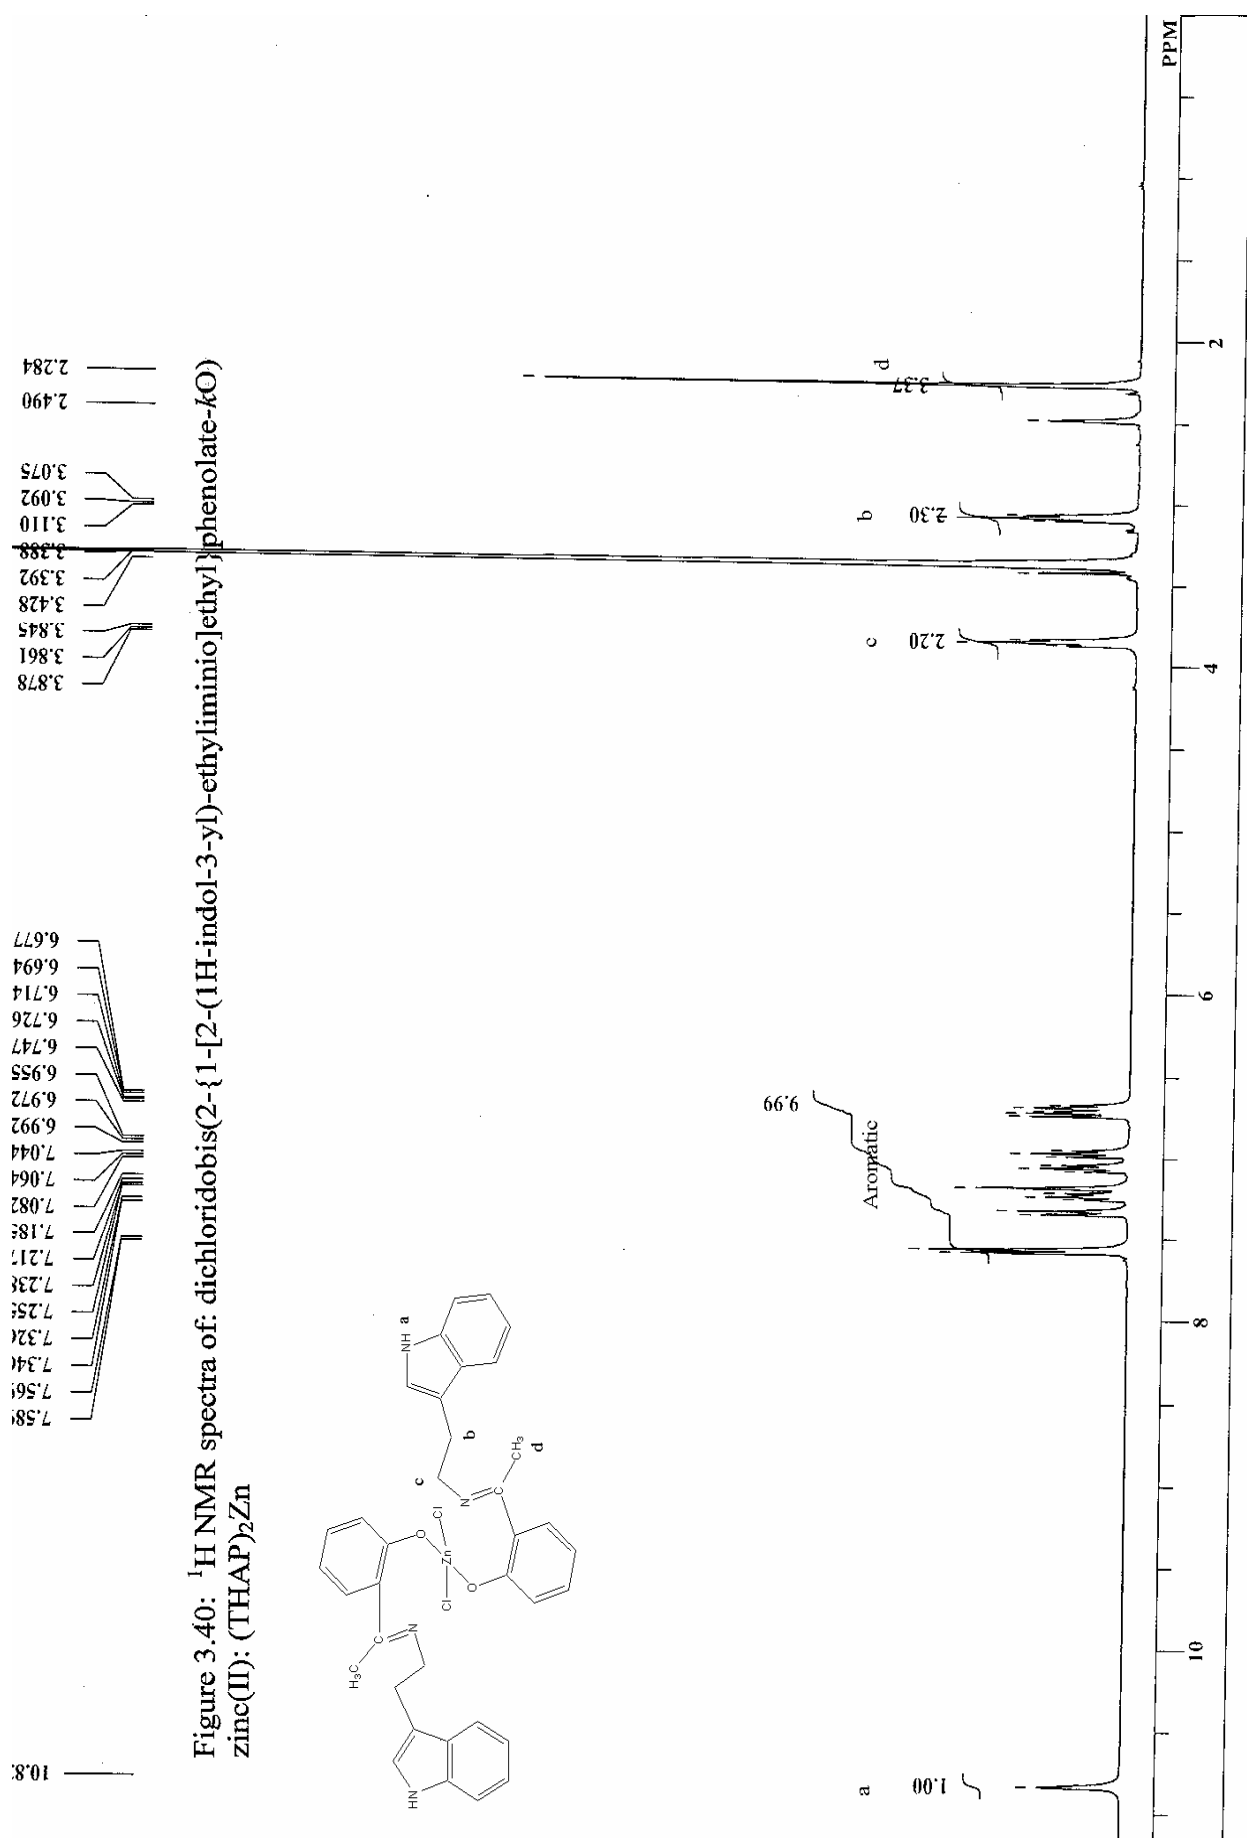 10.8
7.58
7.56
7.34
7.32
7.255
7.238
7.217
7.185
7.082
7.064
7.044
6.992
6.972
6.955
6.747
6.726
6.714
6.694
6.677
3.878
3.861
3.845
3.428
3.392
3.388
3.110
3.092
3.075
2.490
2.284
Figure 3.40: ¹H NMR spectra of: dichloridobis(2-{1-[2-(1H-indol-3-yl)-ethyliminio]ethyl}phenolate-kO)
zinc(II): (THAP)₂Zn
H₃C
C
N
HN
O
Cl
Zn
Cl
O
N
C
CH₃
d
c
b
NH a
a
1.00
Aromatic
9.99
c
2.20
b
2.30
d
3.37
10
8
6
4
2
PPM